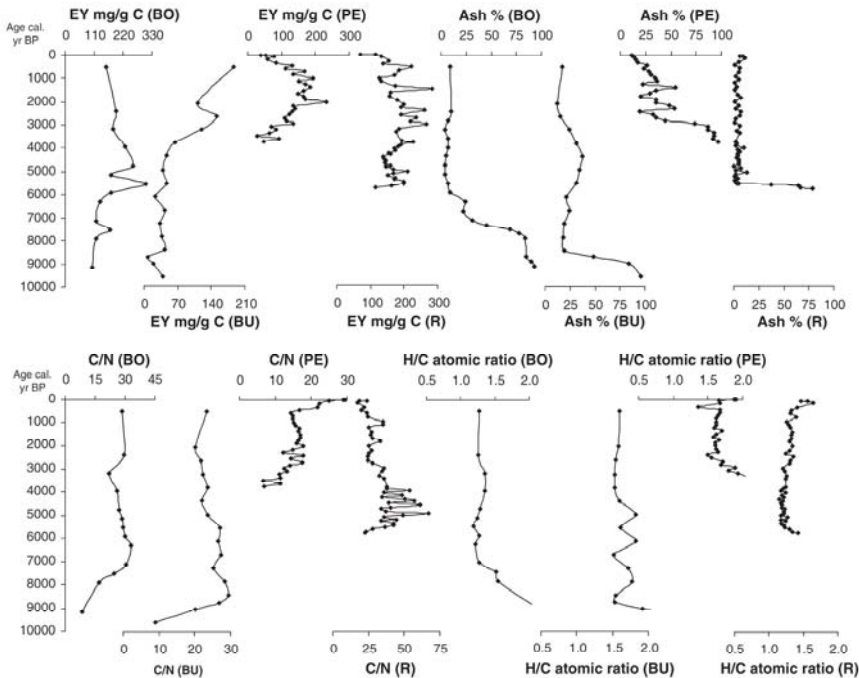 EY mg/g C (BO) EY mg/g C (PE) Ash % (BO) Ash % (PE)
Age cal. yr BP
0 110 220 330 0 100 200 300 0 25 50 75 100 0 25 50 75 100
0
1000
2000
3000
4000
5000
6000
7000
8000
9000
10000
0 70 140 210 0 100 200 300 0 25 50 75 100 0 25 50 75 100
EY mg/g C (BU) EY mg/g C (R) Ash % (BU) Ash % (R)
C/N (BO) C/N (PE) H/C atomic ratio (BO) H/C atomic ratio (PE)
Age cal. yr BP
0 15 30 45 0 10 20 30 0.5 1.0 1.5 2.0 0.5 1.0 1.5 2.0
0
1000
2000
3000
4000
5000
6000
7000
8000
9000
10000
0 10 20 30 0 25 50 75 0.5 1.0 1.5 2.0 0.5 1.0 1.5 2.0
C/N (BU) C/N (R) H/C atomic ratio (BU) H/C atomic ratio (R)